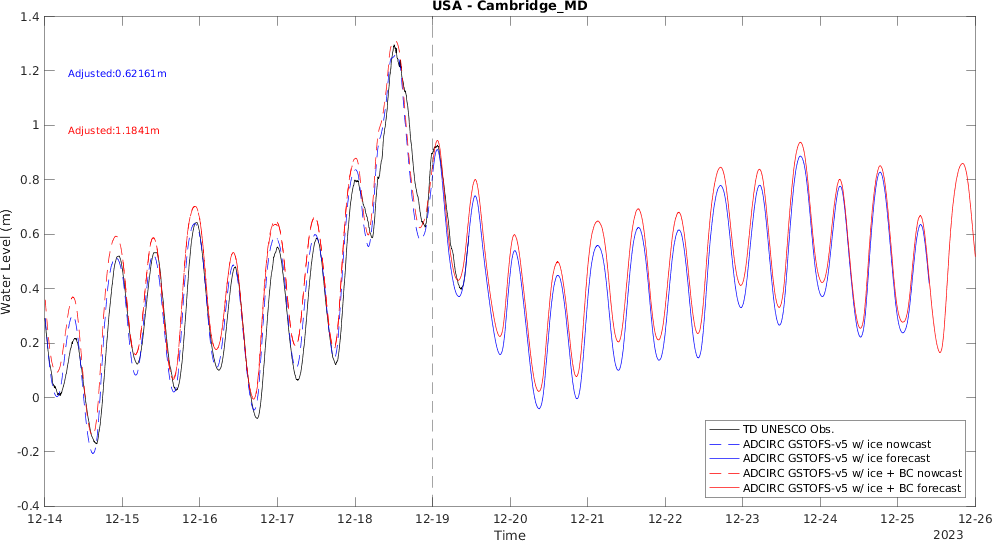 USA - Cambridge_MD
1.4
1.2
1
0.8
0.6
0.4
0.2
0
-0.2
-0.4
Water Level (m)
Adjusted:0.62161m
Adjusted:1.1841m
TD UNESCO Obs.
ADCIRC GSTOFS-v5 w/ ice nowcast
ADCIRC GSTOFS-v5 w/ ice forecast
ADCIRC GSTOFS-v5 w/ ice + BC nowcast
ADCIRC GSTOFS-v5 w/ ice + BC forecast
12-14 12-15 12-16 12-17 12-18 12-19 12-20 12-21 12-22 12-23 12-24 12-25 12-26
Time
2023